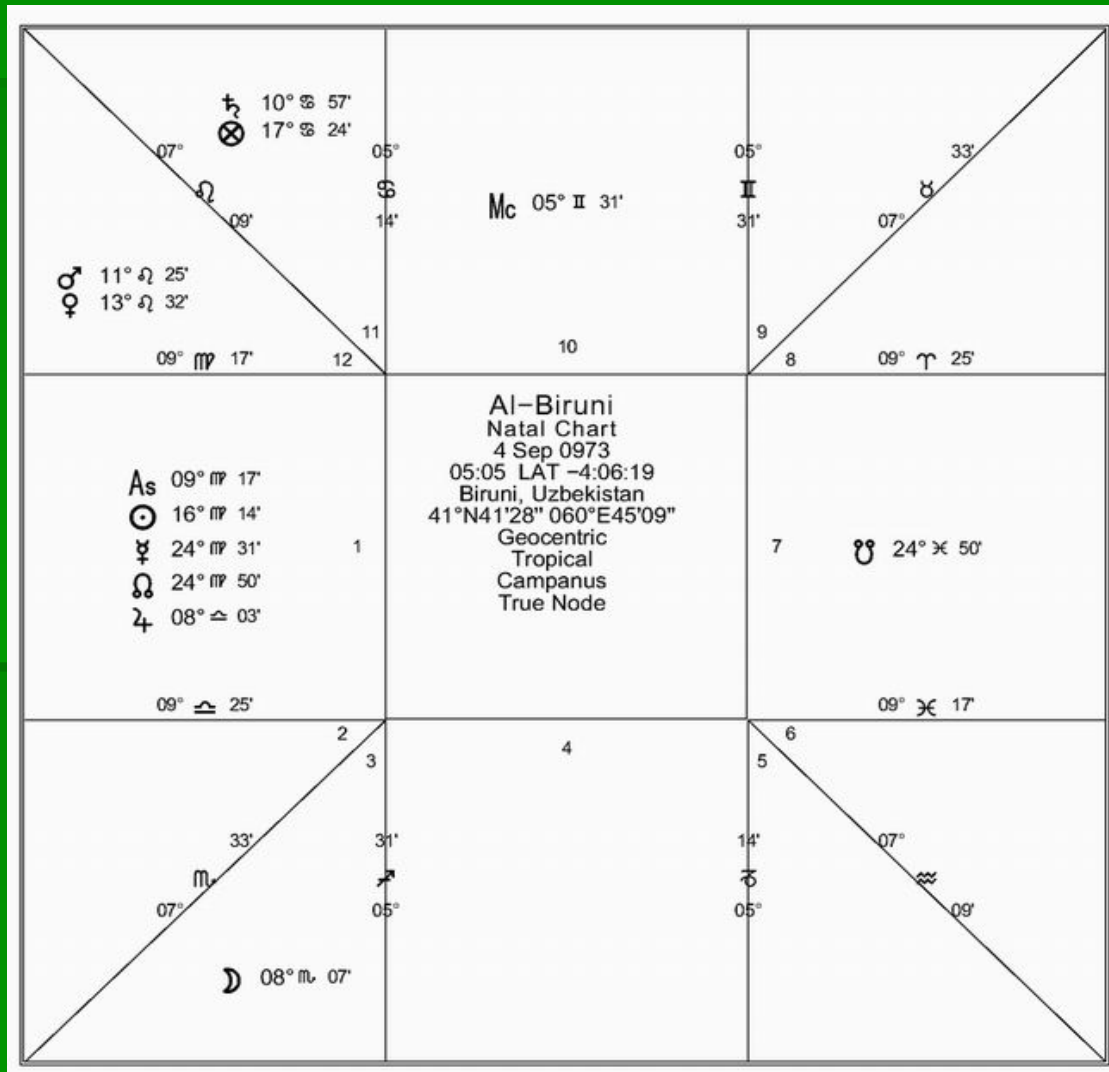 ♄ 10° ♋ 57'
⊗ 17° ♋ 24'
07° ♌ 09'
05° ♋ 14'
Mc 05° ♊ 31'
05° ♊ 31'
33' ♉ 07°
♂ 11° ♌ 25'
♀ 13° ♌ 32'
11
10
9
09° ♍ 17'
12
8
09° ♈ 25'
Al-Biruni
Natal Chart
4 Sep 0973
05:05 LAT -4:06:19
Biruni, Uzbekistan
41°N41'28" 060°E45'09"
Geocentric
Tropical
Campanus
True Node
As 09° ♍ 17'
☉ 16° ♍ 14'
☿ 24° ♍ 31'
☊ 24° ♍ 50'
♃ 08° ♎ 03'
1
7
☋ 24° ♓ 50'
09° ♎ 25'
09° ♓ 17'
2
3
4
5
6
33' ♏ 07°
31' ♐ 05°
14' ♑ 05°
07° ♒ 09'
☽ 08° ♏ 07'